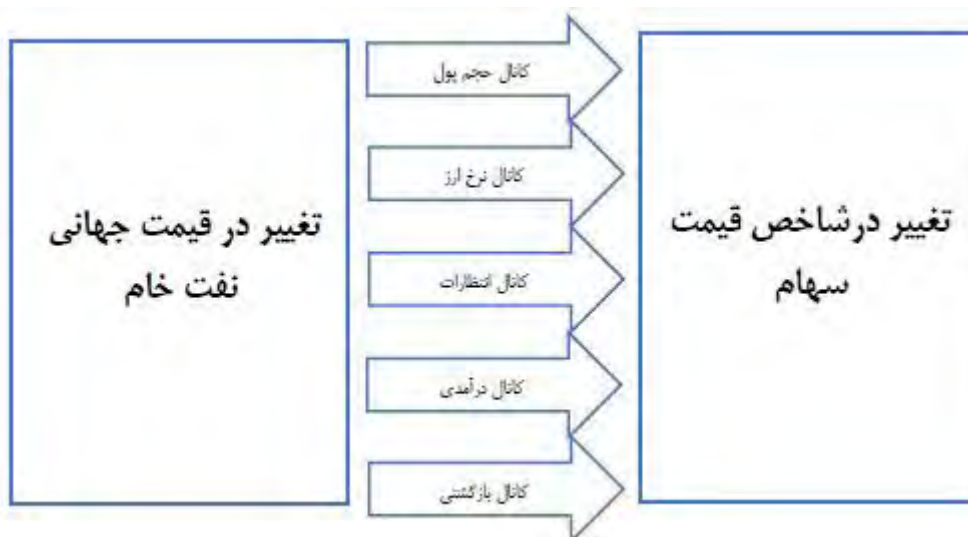 تغییر در قیمت جهانی
نفت خام
کانال حجم پول
کانال نرخ ارز
کانال انتظارات
کانال درآمدی
کانال بازگشتی
تغییر درشاخص قیمت
سهام